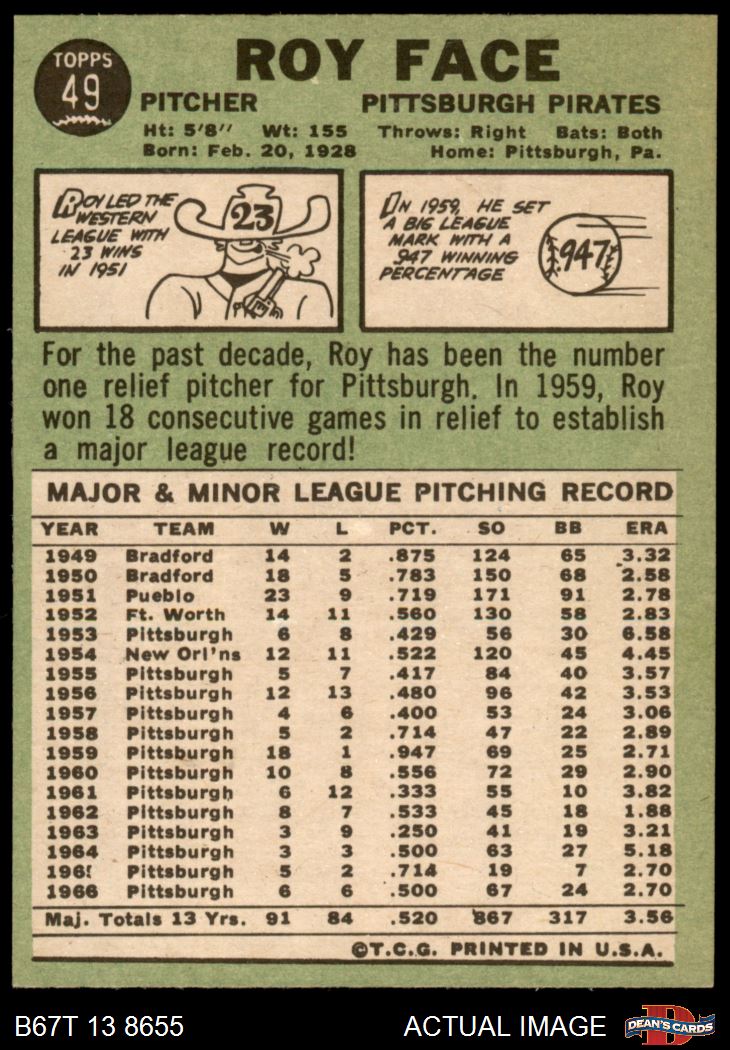 TOPPS
49
ROY FACE
PITCHER PITTSBURGH PIRATES
Ht: 5'8" Wt: 155 Throws: Right Bats: Both
Born: Feb. 20, 1928 Home: Pittsburgh, Pa.
ROY LED THE
WESTERN
LEAGUE WITH
23 WINS
IN 1951
23
IN 1959, HE SET
A BIG LEAGUE
MARK WITH A
.947 WINNING
PERCENTAGE
.947
For the past decade, Roy has been the number
one relief pitcher for Pittsburgh. In 1959, Roy
won 18 consecutive games in relief to establish
a major league record!
MAJOR & MINOR LEAGUE PITCHING RECORD
YEAR TEAM W L PCT. SO BB ERA
1949 Bradford 14 2 .875 124 65 3.32
1950 Bradford 18 5 .783 150 68 2.58
1951 Pueblo 23 9 .719 171 91 2.78
1952 Ft. Worth 14 11 .560 130 58 2.83
1953 Pittsburgh 6 8 .429 56 30 6.58
1954 New Orl'ns 12 11 .522 120 45 4.45
1955 Pittsburgh 5 7 .417 84 40 3.57
1956 Pittsburgh 12 13 .480 96 42 3.53
1957 Pittsburgh 4 6 .400 53 24 3.06
1958 Pittsburgh 5 2 .714 47 22 2.89
1959 Pittsburgh 18 1 .947 69 25 2.71
1960 Pittsburgh 10 8 .556 72 29 2.90
1961 Pittsburgh 6 12 .333 55 10 3.82
1962 Pittsburgh 8 7 .533 45 18 1.88
1963 Pittsburgh 3 9 .250 41 19 3.21
1964 Pittsburgh 3 3 .500 63 27 5.18
1965 Pittsburgh 5 2 .714 19 7 2.70
1966 Pittsburgh 6 6 .500 67 24 2.70
Maj. Totals 13 Yrs. 91 84 .520 867 317 3.56
©T.C.G. PRINTED IN U.S.A.
B67T 13 8655 ACTUAL IMAGE
D
DEAN'S CARDS